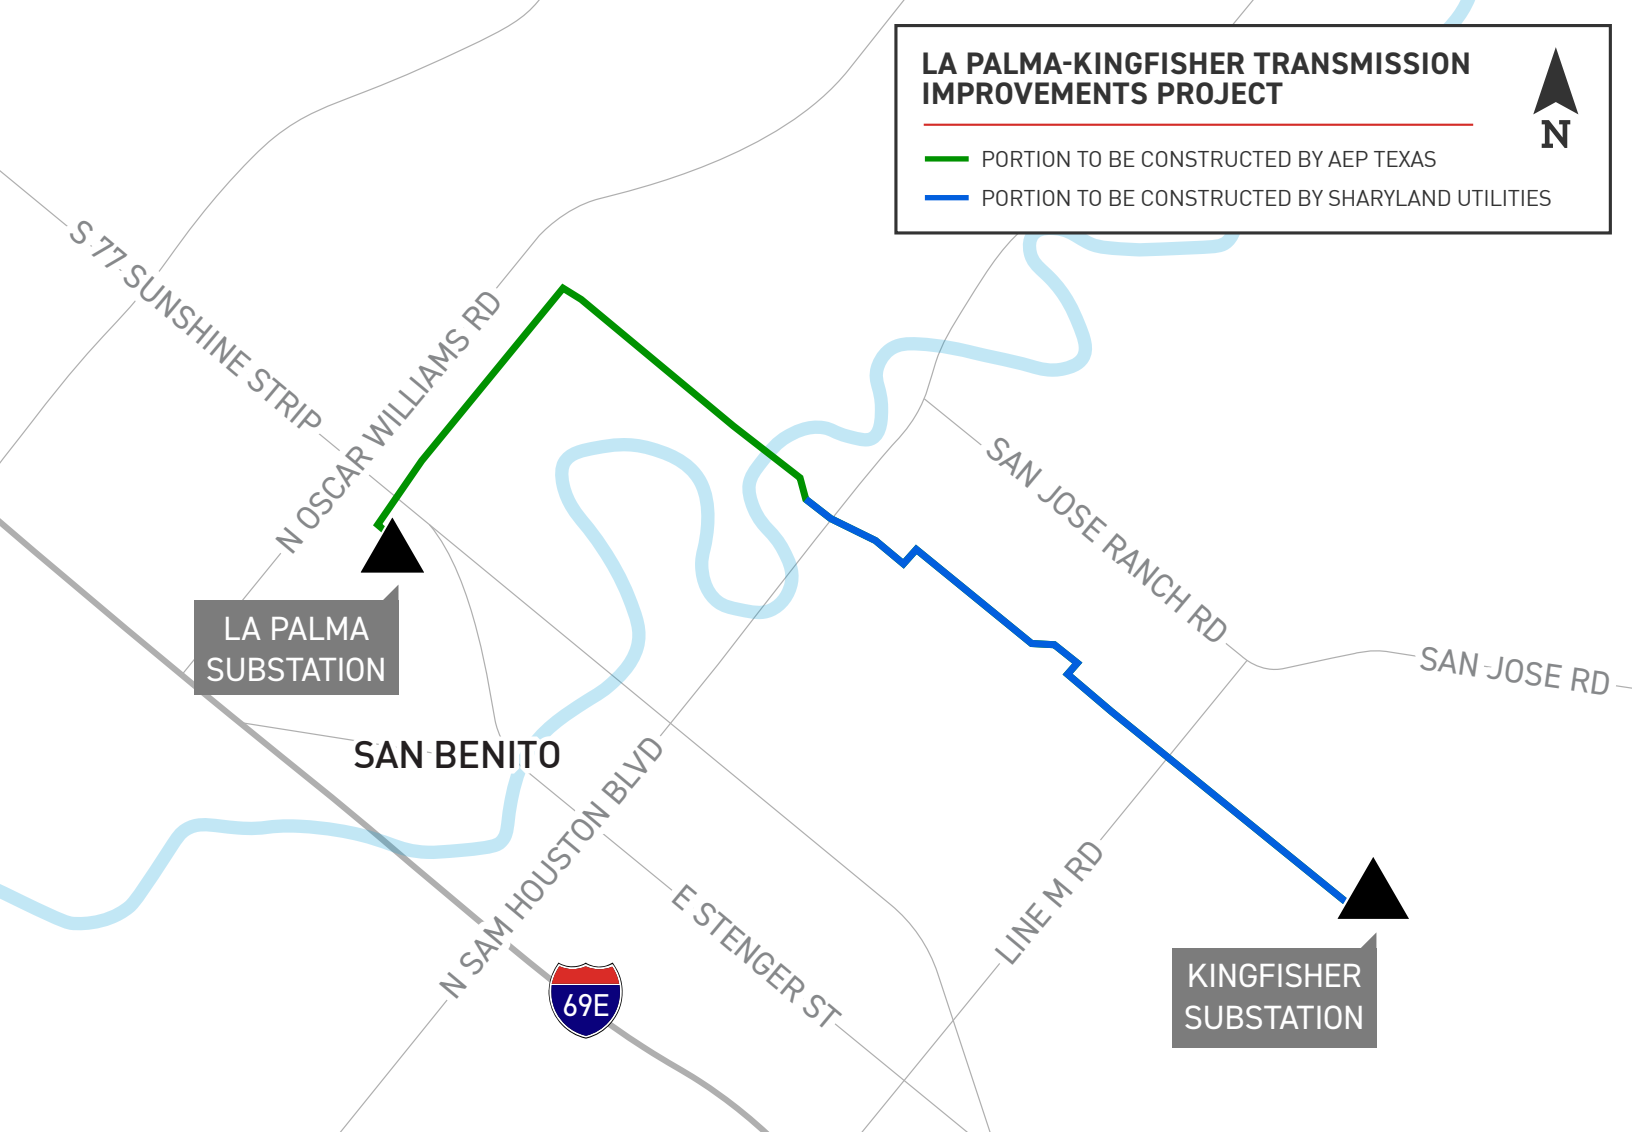 LA PALMA-KINGFISHER TRANSMISSION
IMPROVEMENTS PROJECT
N
PORTION TO BE CONSTRUCTED BY AEP TEXAS
PORTION TO BE CONSTRUCTED BY SHARYLAND UTILITIES
S 77 SUNSHINE STRIP
N OSCAR WILLIAMS RD
SAN JOSE RANCH RD
SAN JOSE RD
LA PALMA
SUBSTATION
SAN BENITO
N SAM HOUSTON BLVD
E STENGER ST
LINE M RD
69E
KINGFISHER
SUBSTATION